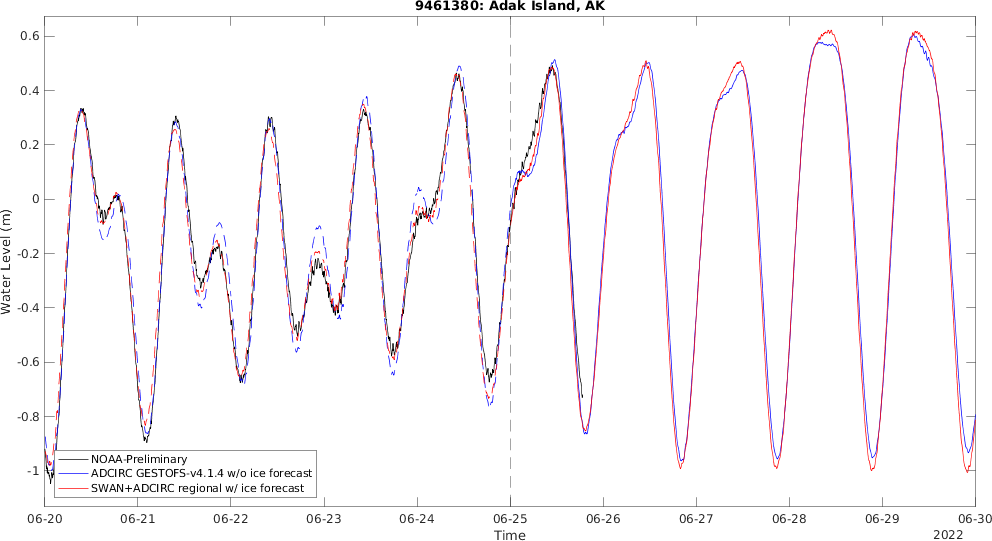 9461380: Adak Island, AK
Water Level (m)
0.6
0.4
0.2
0
-0.2
-0.4
-0.6
-0.8
-1
NOAA-Preliminary
ADCIRC GESTOFS-v4.1.4 w/o ice forecast
SWAN+ADCIRC regional w/ ice forecast
06-20 06-21 06-22 06-23 06-24 06-25 06-26 06-27 06-28 06-29 06-30
Time
2022